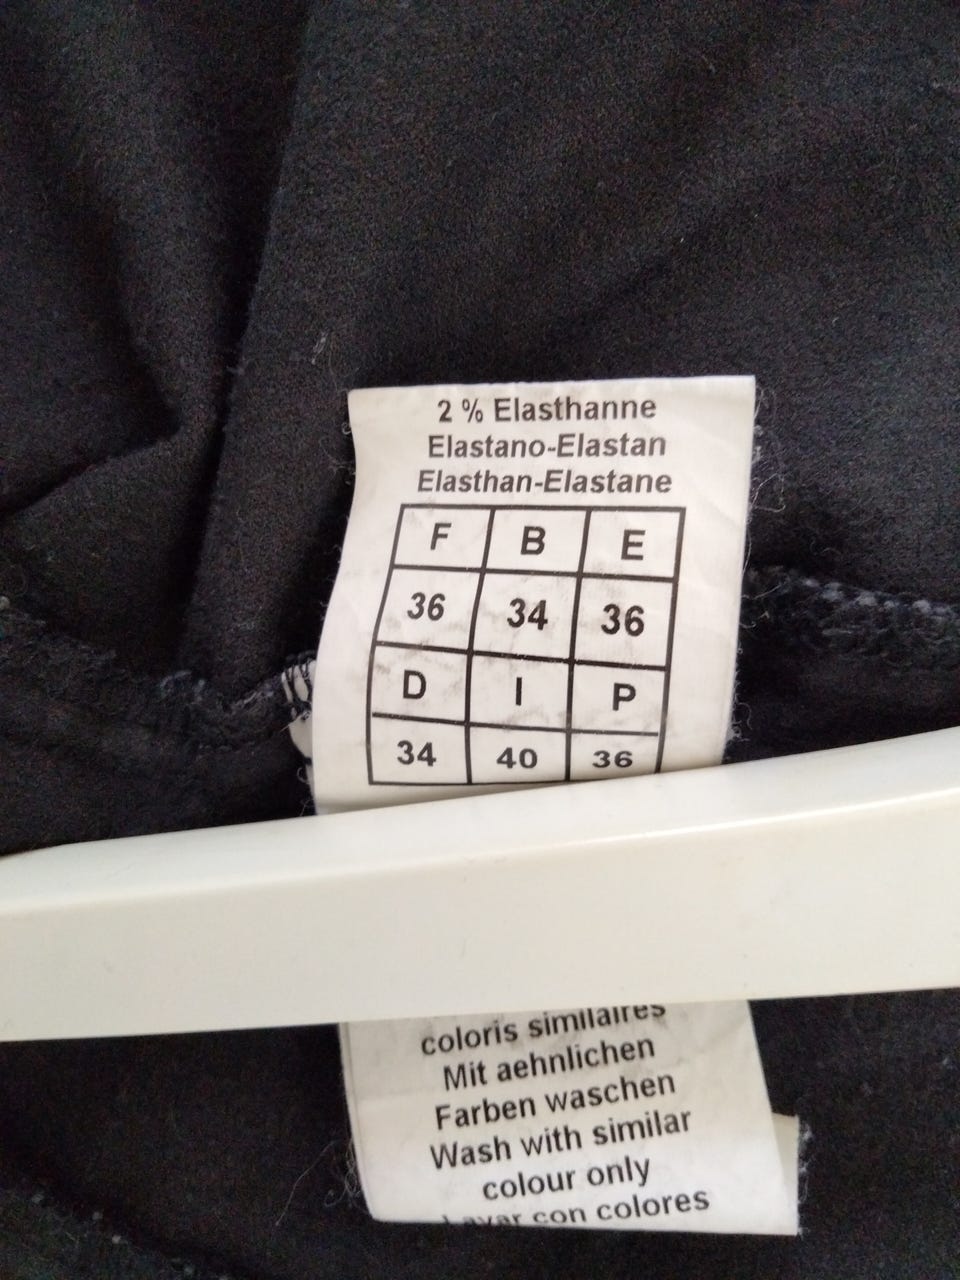 2 % Elasthanne
Elastano-Elastan
Elasthan-Elastane
F B E
36 34 36
D I P
34 40 36
coloris similaires
Mit aehnlichen
Farben waschen
Wash with similar
colour only
Lavar con colores